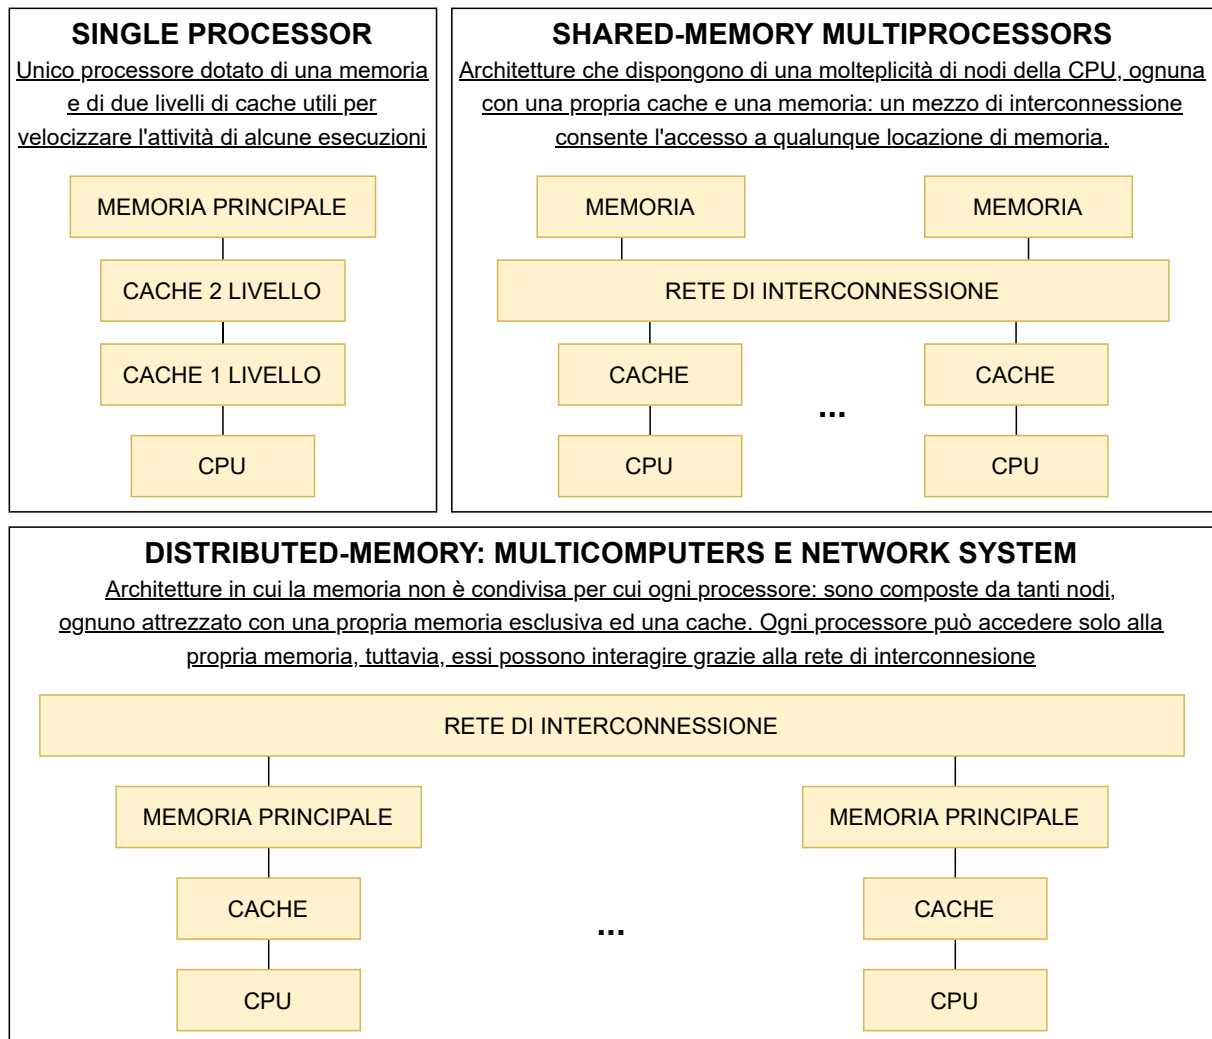 SINGLE PROCESSOR
Unico processore dotato di una memoria
e di due livelli di cache utili per
velocizzare l'attività di alcune esecuzioni
MEMORIA PRINCIPALE
CACHE 2 LIVELLO
CACHE 1 LIVELLO
CPU
SHARED-MEMORY MULTIPROCESSORS
Architetture che dispongono di una molteplicità di nodi della CPU, ognuna
con una propria cache e una memoria: un mezzo di interconnessione
consente l'accesso a qualunque locazione di memoria.
MEMORIA
MEMORIA
RETE DI INTERCONNESSIONE
CACHE
CACHE
...
CPU
CPU
DISTRIBUTED-MEMORY: MULTICOMPUTERS E NETWORK SYSTEM
Architetture in cui la memoria non è condivisa per cui ogni processore: sono composte da tanti nodi,
ognuno attrezzato con una propria memoria esclusiva ed una cache. Ogni processore può accedere solo alla
propria memoria, tuttavia, essi possono interagire grazie alla rete di interconnesione
RETE DI INTERCONNESSIONE
MEMORIA PRINCIPALE
MEMORIA PRINCIPALE
CACHE
CACHE
...
CPU
CPU